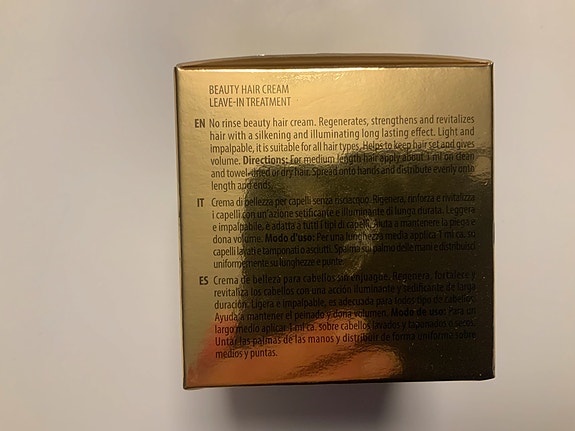 BEAUTY HAIR CREAM
LEAVE-IN TREATMENT
EN No rinse beauty hair cream. Regenerates, strengthens and revitalizes
hair with a silkening and illuminating long lasting effect. Light and
impalpable, it is suitable for all hair types. Helps to keep hair set and gives
volume. Directions: For medium length hair apply about 1 ml on clean
and towel-dried or dry hair. Spread onto hands and distribute evenly onto
length and ends.
IT Crema di bellezza per capelli senza risciacquo. Rigenera, rinforza e rivitalizza
i capelli con un'azione setificante e illuminante di lunga durata. Leggera
e impalpabile, è adatta a tutti i tipi di capelli. Aiuta a mantenere la piega e
dona volume. Modo d'uso: Per una lunghezza media applica 1 ml ca. su
capelli lavati e tamponati o asciutti. Spalma sul palmo delle mani e distribuisci
uniformemente su lunghezze e punte.
ES Crema de belleza para cabellos sin enjuague. Regenera, fortalece y
revitaliza los cabellos con una acción iluminante y sedificante de larga
duración. Ligera e impalpable, es adecuada para todos tipo de cabellos.
Ayuda a mantener el peinado y dona volumen. Modo de uso: Para un
largo medio aplicar 1 ml ca. sobre cabellos lavados y taponados o secos.
Untar las palmas de las manos y distribuir de forma uniforme sobre
medios y puntas.